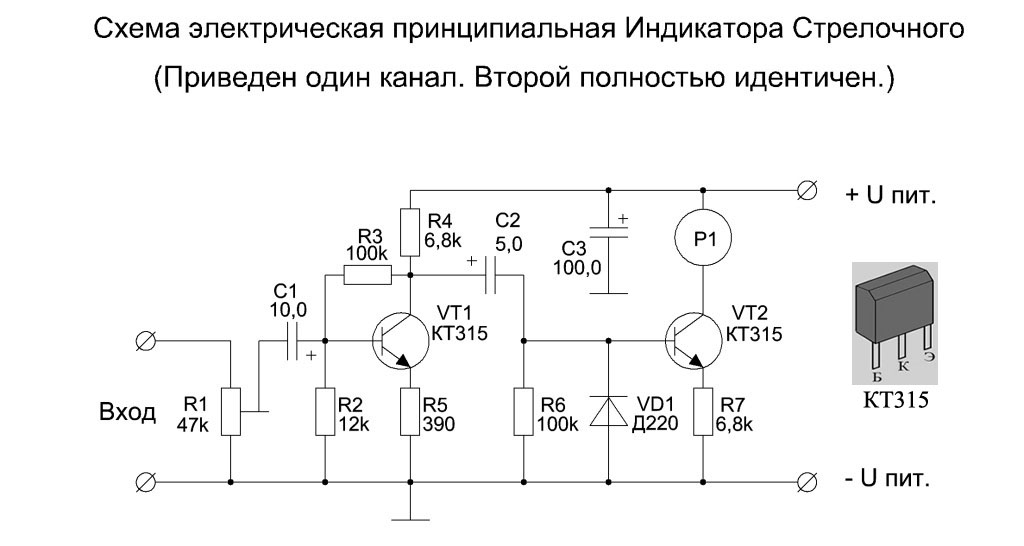 Схема электрическая принципиальная Индикатора Стрелочного
(Приведен один канал. Второй полностью идентичен.)
+ U пит.
R4
6,8k
C2
5,0
+
R3
100k
C3
100,0
+
P1
C1
10,0
+
VT1
КТ315
VT2
КТ315
Вход
R1
47k
R2
12k
R5
390
R6
100k
VD1
Д220
R7
6,8k
Б
К
Э
КТ315
- U пит.